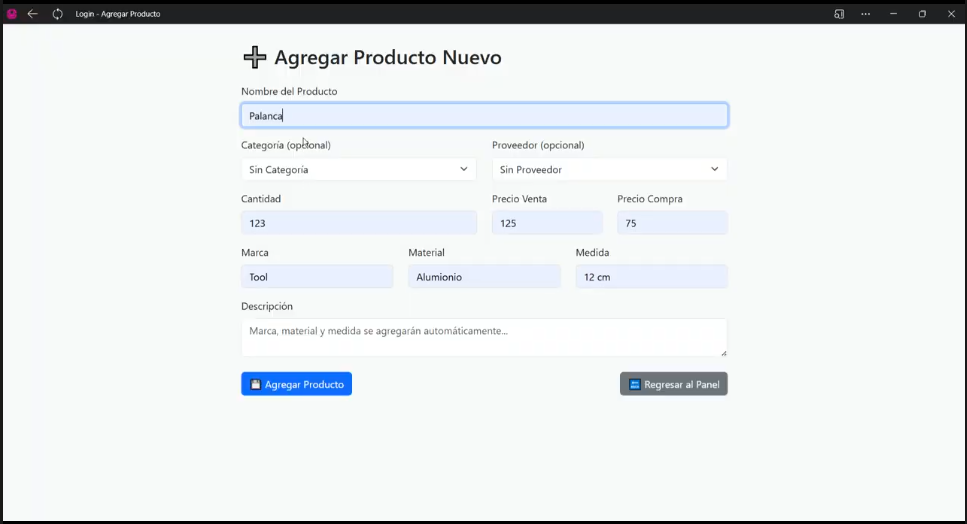 Login - Agregar Producto
Agregar Producto Nuevo
Nombre del Producto
Palanca
Categoría (opcional) Proveedor (opcional)
Sin Categoría Sin Proveedor
Cantidad Precio Venta Precio Compra
123 125 75
Marca Material Medida
Tool Alumionio 12 cm
Descripción
Marca, material y medida se agregarán automáticamente...
Agregar Producto Regresar al Panel